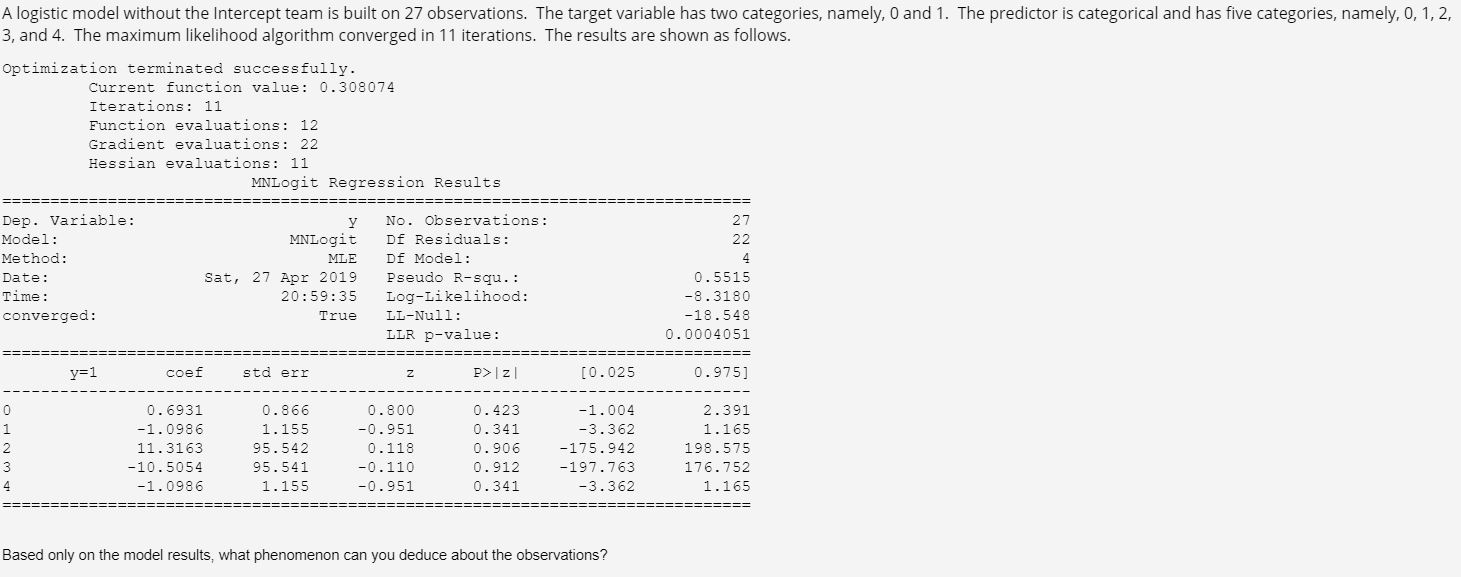 A logistic model without the Intercept team is built on 27 observations.  The target variable has two categories, namely, 0 and 1.  The predictor is categorical and has five categories, namely, 0, 1, 2,
3, and 4.  The maximum likelihood algorithm converged in 11 iterations.  The results are shown as follows.
Optimization terminated successfully.
         Current function value: 0.308074
         Iterations: 11
         Function evaluations: 12
         Gradient evaluations: 22
         Hessian evaluations: 11
                          MNLogit Regression Results
==============================================================================
Dep. Variable:                      y   No. Observations:                   27
Model:                        MNLogit   Df Residuals:                       22
Method:                           MLE   Df Model:                            4
Date:                Sat, 27 Apr 2019   Pseudo R-squ.:                  0.5515
Time:                        20:59:35   Log-Likelihood:                -8.3180
converged:                       True   LL-Null:                       -18.548
                                        LLR p-value:                 0.0004051
==============================================================================
       y=1       coef    std err          z      P>|z|      [0.025      0.975]
------------------------------------------------------------------------------
0              0.6931      0.866      0.800      0.423      -1.004       2.391
1             -1.0986      1.155     -0.951      0.341      -3.362       1.165
2             11.3163     95.542      0.118      0.906    -175.942     198.575
3            -10.5054     95.541     -0.110      0.912    -197.763     176.752
4             -1.0986      1.155     -0.951      0.341      -3.362       1.165
==============================================================================
Based only on the model results, what phenomenon can you deduce about the observations?